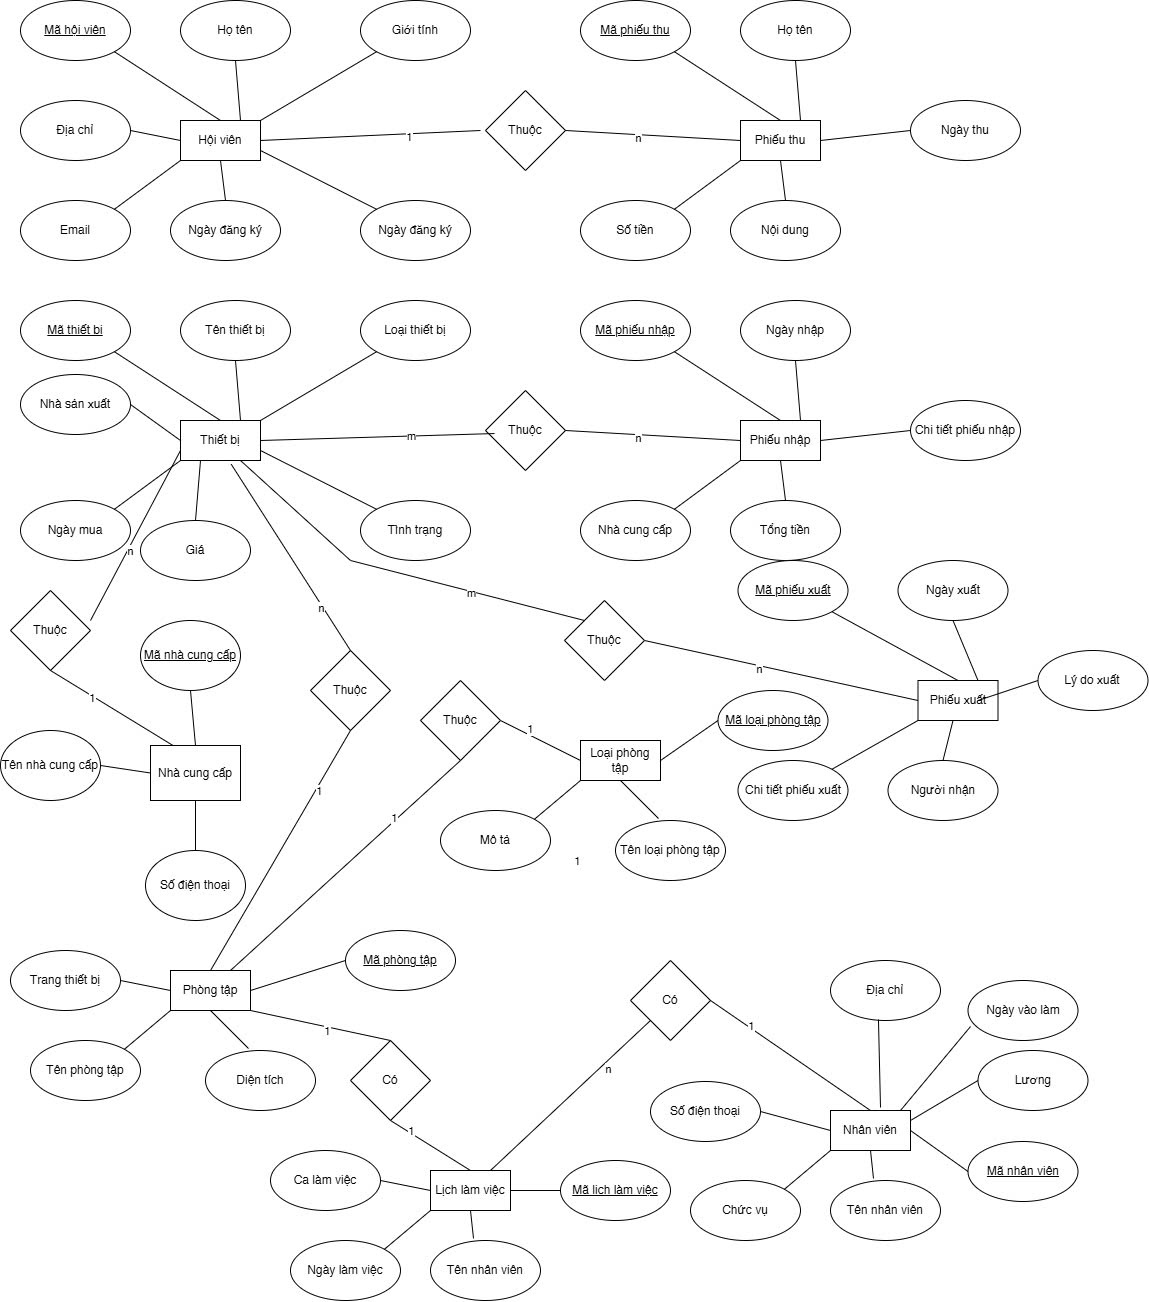 Mã hội viên
Họ tên
Giới tính
Mã phiếu thu
Họ tên
Địa chỉ
Hội viên
1
Thuộc
n
Phiếu thu
Ngày thu
Email
Ngày đăng ký
Ngày đăng ký
Số tiền
Nội dung
Mã thiết bi
Tên thiết bị
Loại thiết bị
Mã phiếu nhập
Ngày nhập
Nhà sản xuất
Thiết bị
m
Thuộc
n
Phiếu nhập
Chi tiết phiếu nhập
Ngày mua
Giá
Tình trạng
Nhà cung cấp
Tổng tiền
n
Mã phiếu xuất
Ngày xuất
m
n
Thuộc
Mã nhà cung cấp
Thuộc
n
Phiếu xuất
Lý do xuất
1
Thuộc
Thuộc
1
Loại phòng
tập
Mã loại phòng tập
Tên nhà cung cấp
Nhà cung cấp
1
1
Mô tả
Tên loại phòng tập
Chi tiết phiếu xuất
Người nhận
1
Số điện thoại
Trang thiết bị
Phòng tập
Mã phòng tập
Có
Địa chỉ
Ngày vào làm
1
1
Tên phòng tập
Diện tích
Có
n
Lương
Số điện thoại
Nhân viên
1
Mã nhân viên
Ca làm việc
Lịch làm việc
Mã lich làm việc
Chức vụ
Tên nhân viên
Ngày làm việc
Tên nhân viên